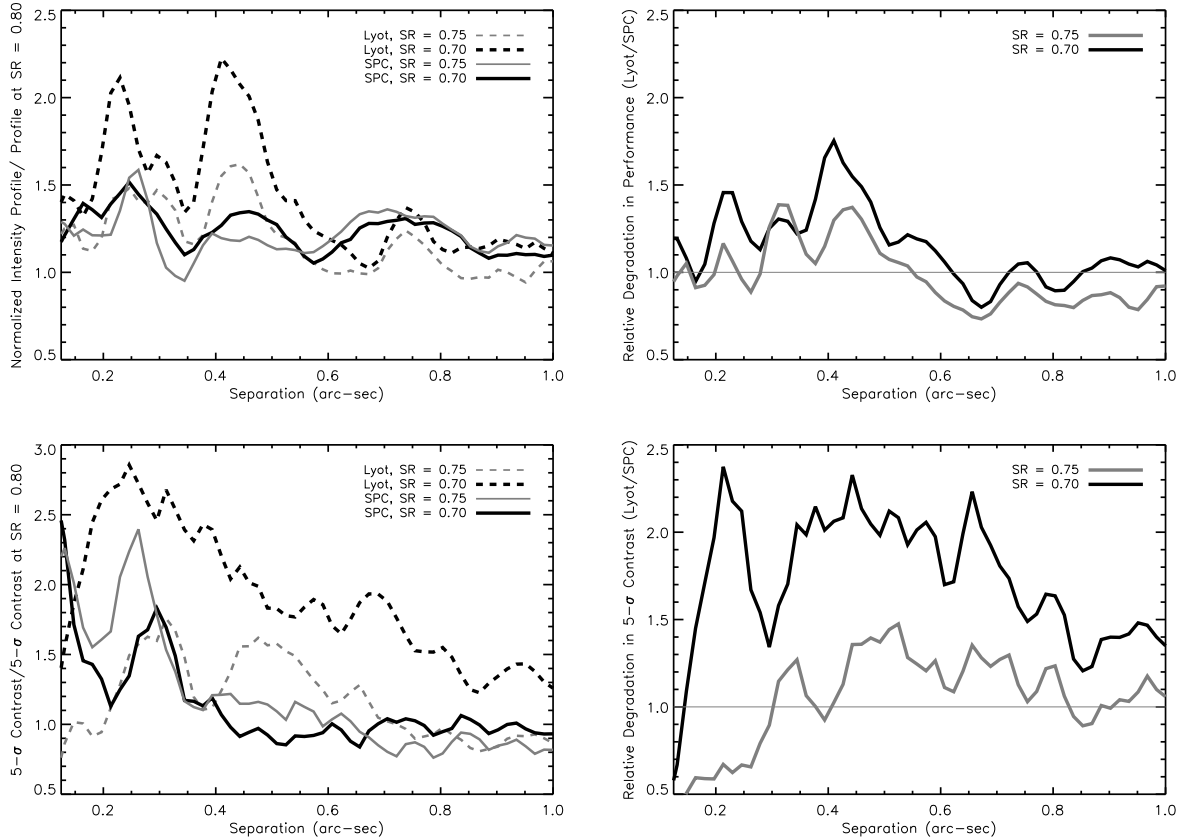 Normalized Intensity Profile/ Profile at SR = 0.80
2.5
2.0
1.5
1.0
0.5
Lyot, SR = 0.75
Lyot, SR = 0.70
SPC, SR = 0.75
SPC, SR = 0.70
0.2 0.4 0.6 0.8 1.0
Separation (arc-sec)
Relative Degradation in Performance (Lyot/SPC)
2.5
2.0
1.5
1.0
0.5
SR = 0.75
SR = 0.70
0.2 0.4 0.6 0.8 1.0
Separation (arc-sec)
5-σ Contrast/5-σ Contrast at SR = 0.80
3.0
2.5
2.0
1.5
1.0
0.5
Lyot, SR = 0.75
Lyot, SR = 0.70
SPC, SR = 0.75
SPC, SR = 0.70
0.2 0.4 0.6 0.8 1.0
Separation (arc-sec)
Relative Degradation in 5-σ Contrast (Lyot/SPC)
2.5
2.0
1.5
1.0
0.5
SR = 0.75
SR = 0.70
0.2 0.4 0.6 0.8 1.0
Separation (arc-sec)